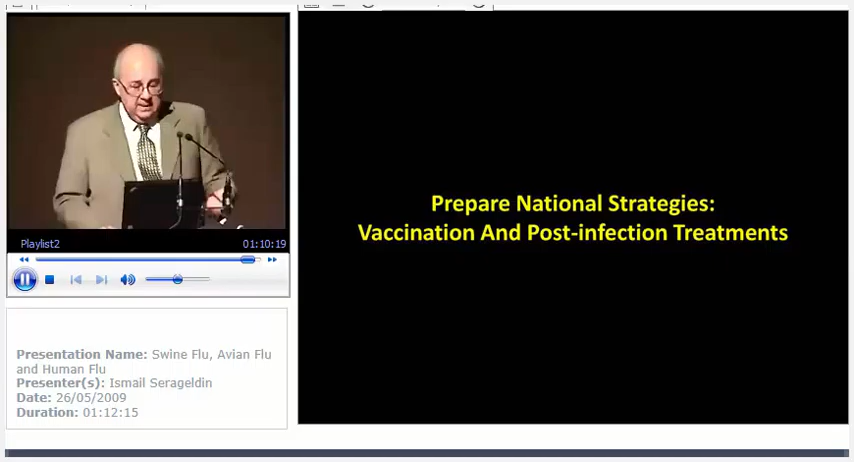 Prepare National Strategies:
Vaccination And Post-infection Treatments
Playlist2 01:10:19
Presentation Name: Swine Flu, Avian Flu
and Human Flu
Presenter(s): Ismail Serageldin
Date: 26/05/2009
Duration: 01:12:15